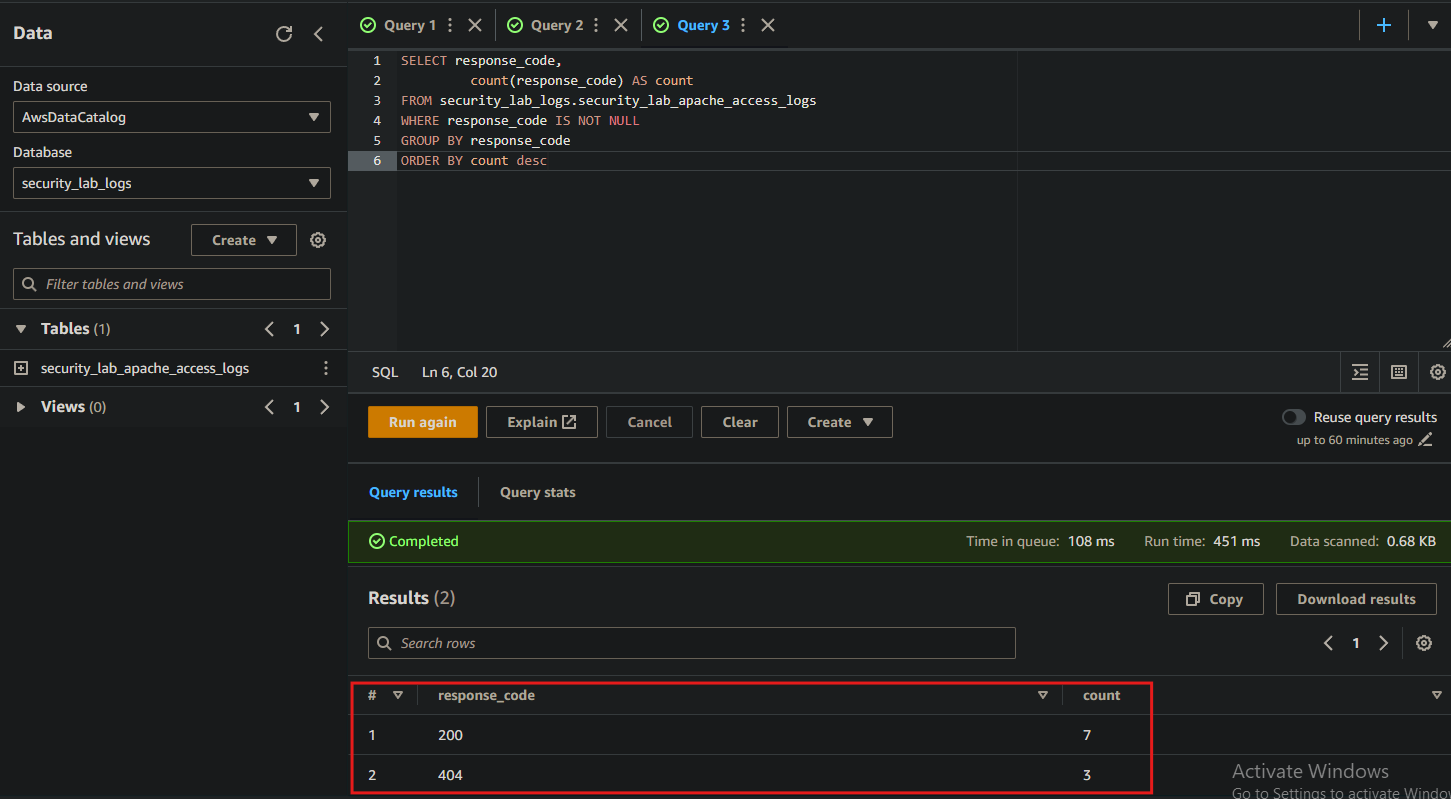 Data
Data source
AwsDataCatalog
Database
security_lab_logs
Tables and views
Create
Filter tables and views
Tables (1)
1
security_lab_apache_access_logs
Views (0)
1
Query 1
Query 2
Query 3
1 SELECT response_code,
2 count(response_code) AS count
3 FROM security_lab_logs.security_lab_apache_access_logs
4 WHERE response_code IS NOT NULL
5 GROUP BY response_code
6 ORDER BY count desc
SQL Ln 6, Col 20
Run again Explain Cancel Clear Create
Reuse query results
up to 60 minutes ago
Query results Query stats
Completed Time in queue: 108 ms Run time: 451 ms Data scanned: 0.68 KB
Results (2)
Copy Download results
Search rows
1
# response_code count
1 200 7
2 404 3
Activate Windows
Go to Settings to activate Window